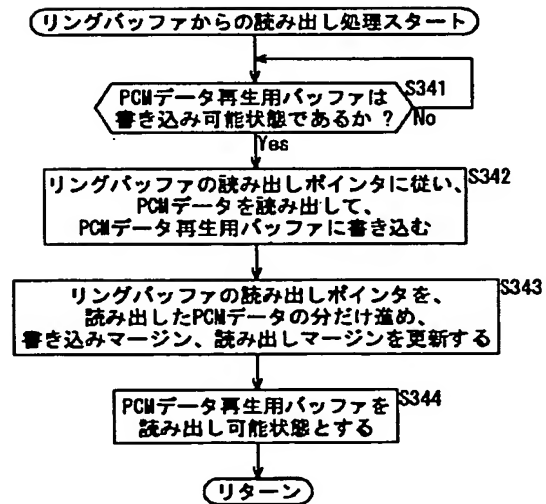 リングバッファからの読み出し処理スタート
S341
PCMデータ再生用バッファは
書き込み可能状態であるか ?
No
Yes
S342
リングバッファの読み出しポインタに従い、
PCMデータを読出して、
PCMデータ再生用バッファに書き込む
S343
リングバッファの読み出しポインタを、
読み出したPCMデータの分だけ進め、
書き込みマージン、読み出しマージンを更新する
S344
PCMデータ再生用バッファを
読み出し可能状態とする
リターン